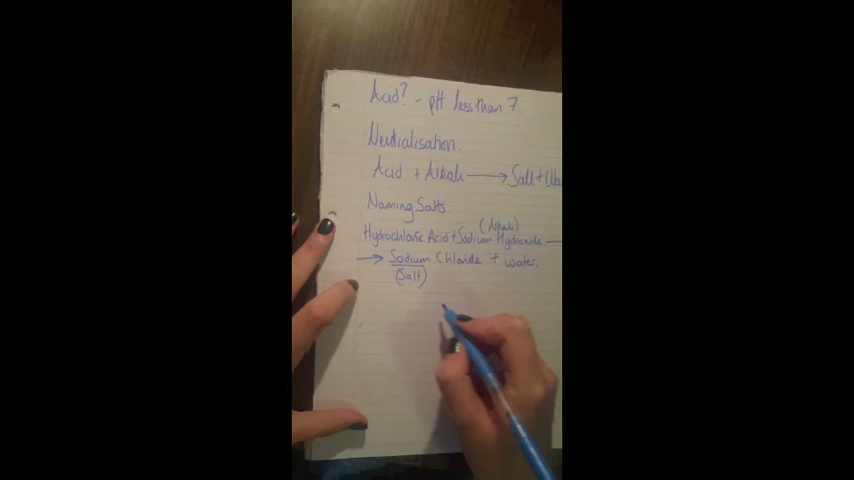 Acid? - pH less than 7.
Neutralisation.
Acid + Alkali → Salt + Wa
Naming Salts.
(Alkali)
Hydrochloric Acid + Sodium Hydroxide —
→ Sodium Chloride + water.
(Salt)